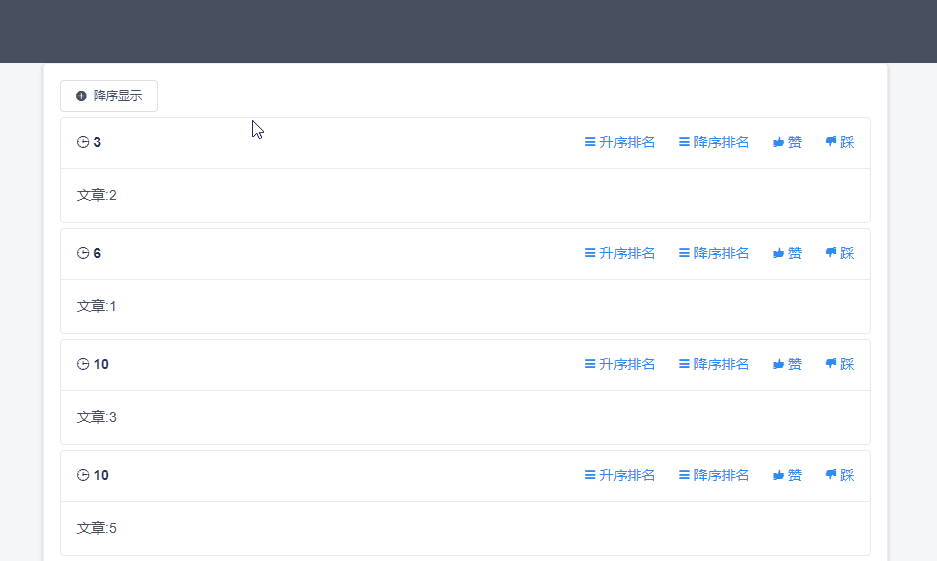 降序显示
3 升序排名 降序排名 赞 踩
文章:2
6 升序排名 降序排名 赞 踩
文章:1
10 升序排名 降序排名 赞 踩
文章:3
10 升序排名 降序排名 赞 踩
文章:5